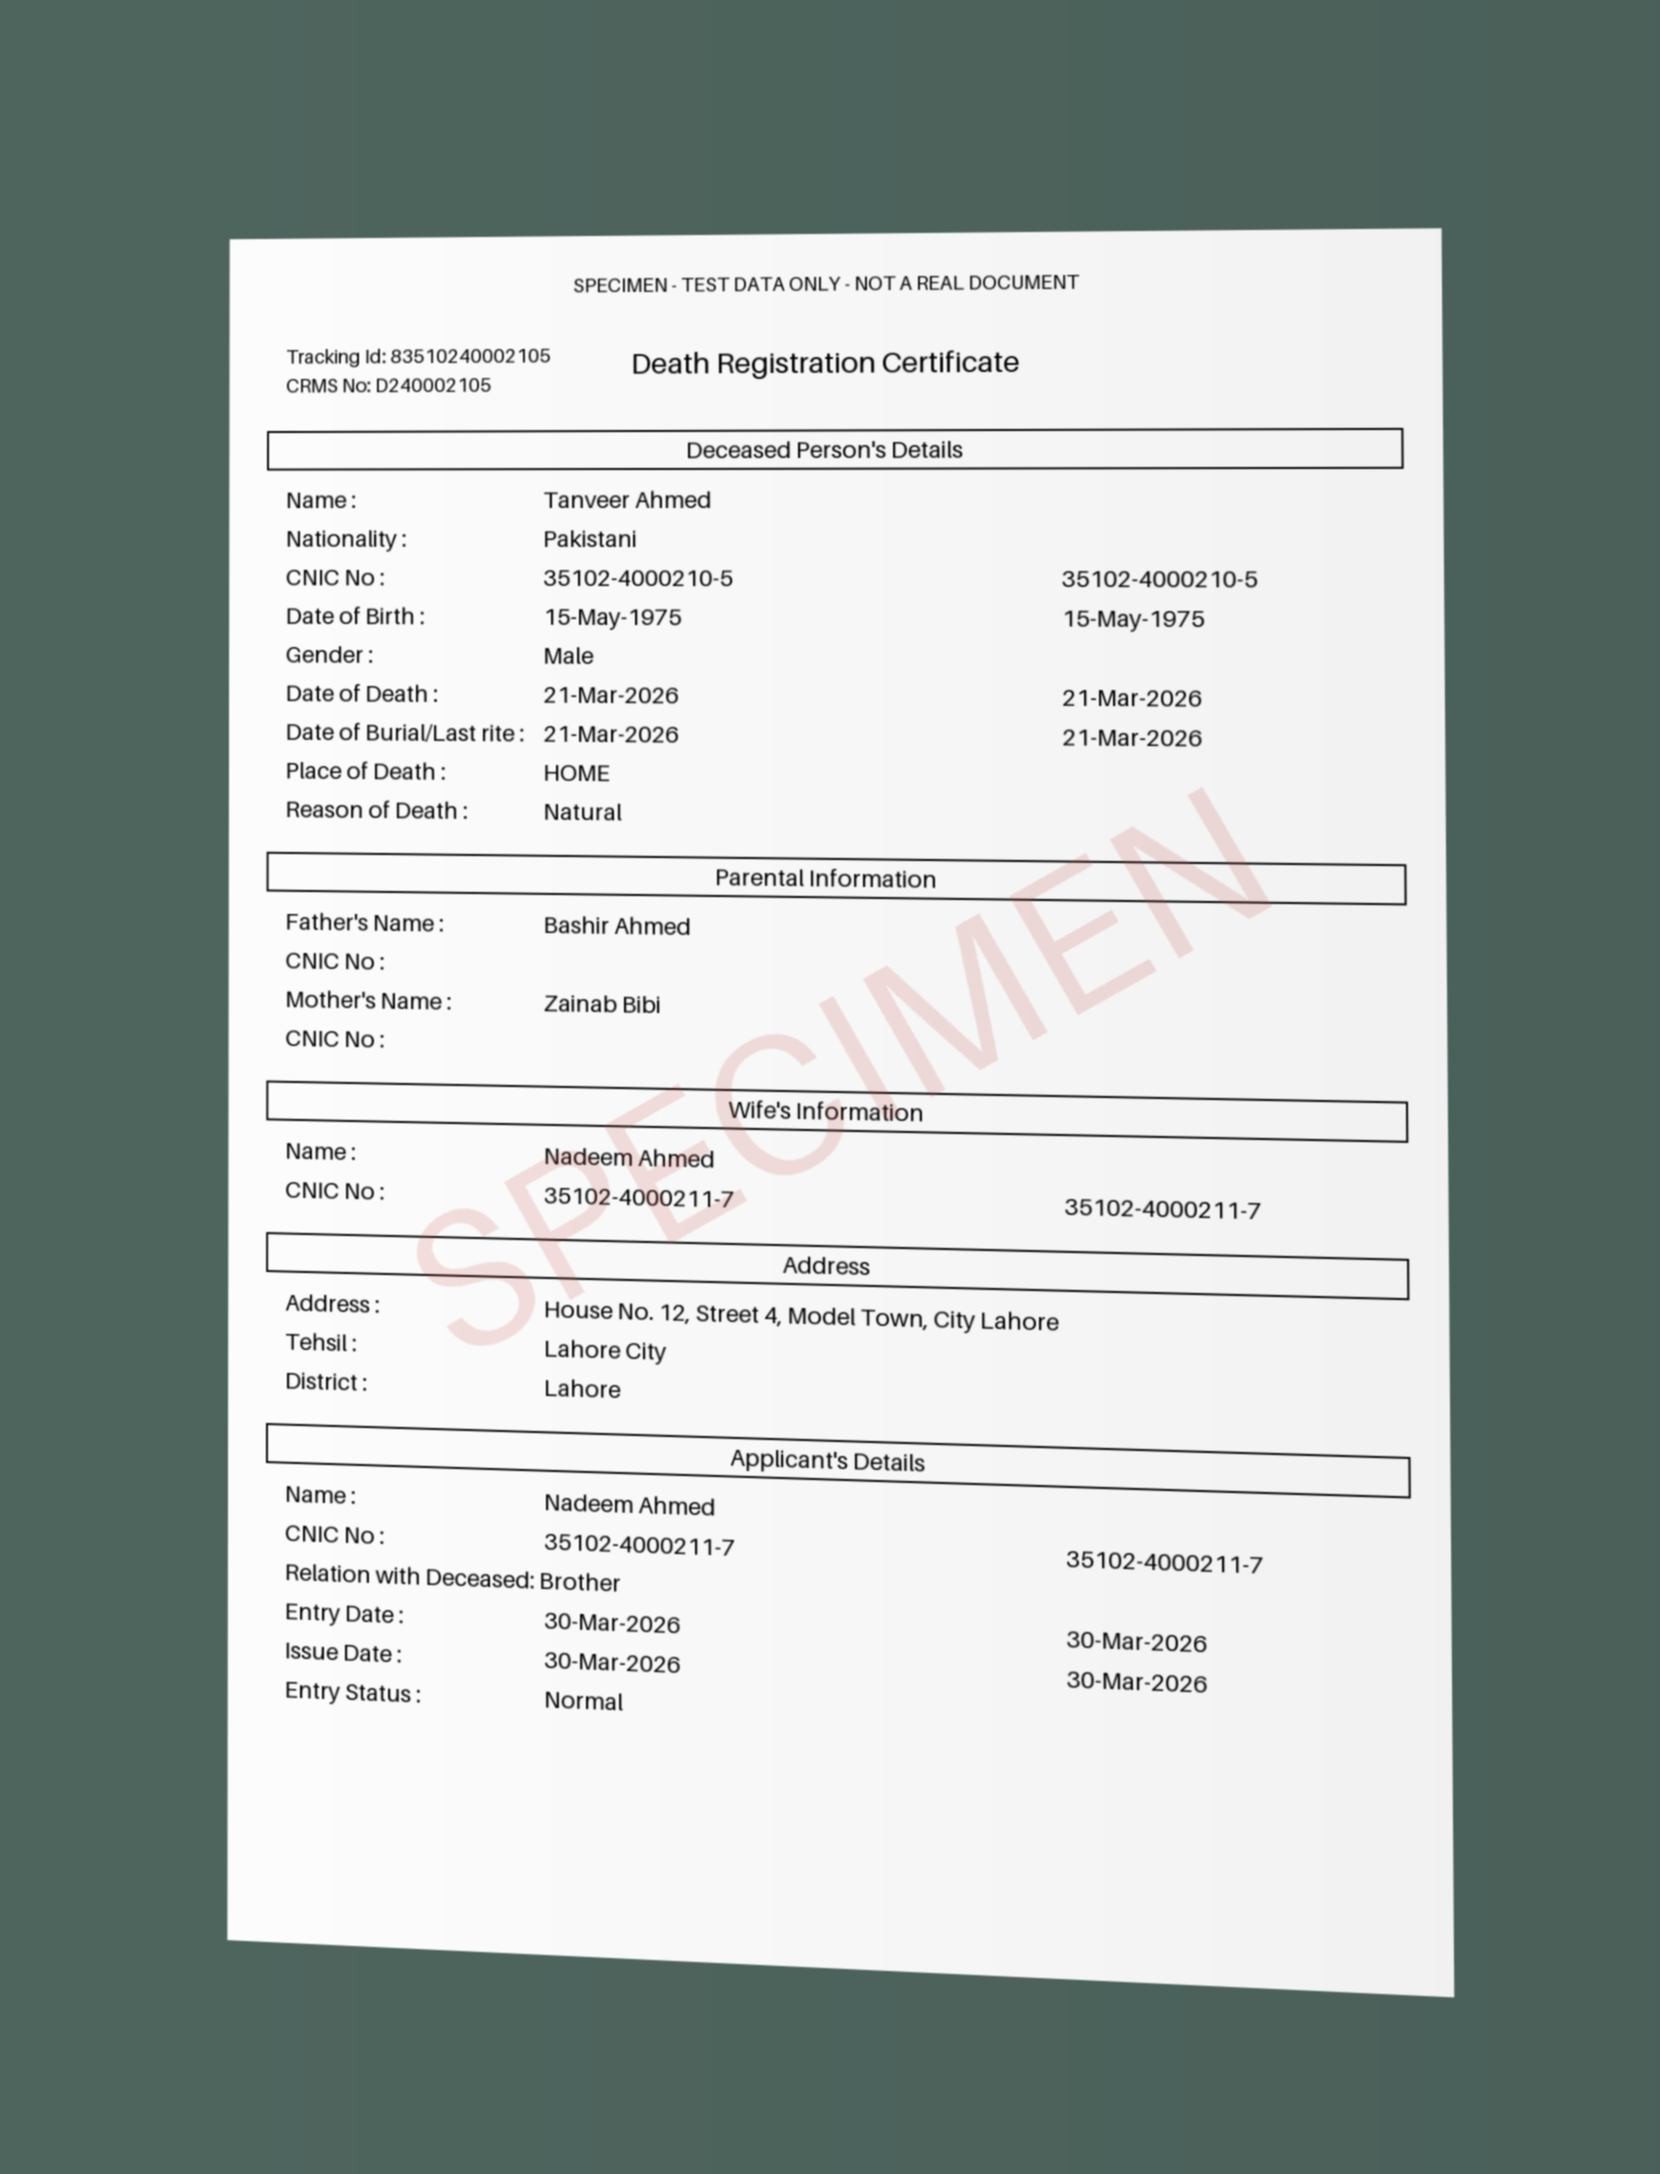 SPECIMEN - TEST DATA ONLY - NOT A REAL DOCUMENT
Tracking Id: 83510240002105
Death Registration Certificate
CRMS No: D240002105
Deceased Person's Details
Name : Tanveer Ahmed
Nationality : Pakistani
CNIC No : 35102-4000210-5 35102-4000210-5
Date of Birth : 15-May-1975 15-May-1975
Gender : Male
Date of Death : 21-Mar-2026 21-Mar-2026
Date of Burial/Last rite : 21-Mar-2026 21-Mar-2026
Place of Death : HOME
Reason of Death : Natural
Parental Information
Father's Name : Bashir Ahmed
CNIC No :
Mother's Name : Zainab Bibi
CNIC No :
Wife's Information
Name : Nadeem Ahmed
CNIC No : 35102-4000211-7 35102-4000211-7
Address
Address : House No. 12, Street 4, Model Town, City Lahore
Tehsil : Lahore City
District : Lahore
Applicant's Details
Name : Nadeem Ahmed
CNIC No : 35102-4000211-7 35102-4000211-7
Relation with Deceased: Brother
Entry Date : 30-Mar-2026 30-Mar-2026
Issue Date : 30-Mar-2026 30-Mar-2026
Entry Status : Normal
SPECIMEN